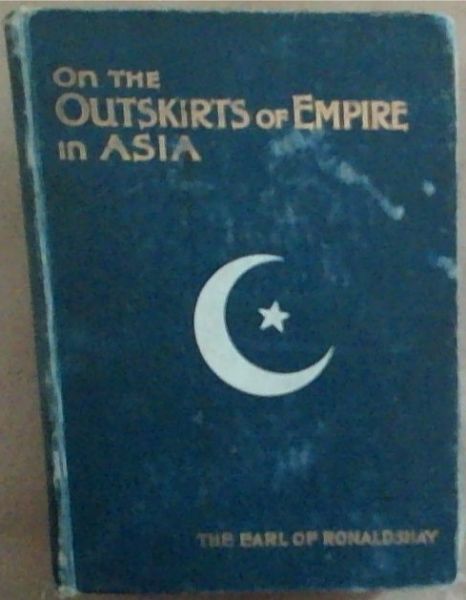 On THE
OUTSKIRTS OF EMPIRE
in ASIA
THE EARL OF RONALDSHAY